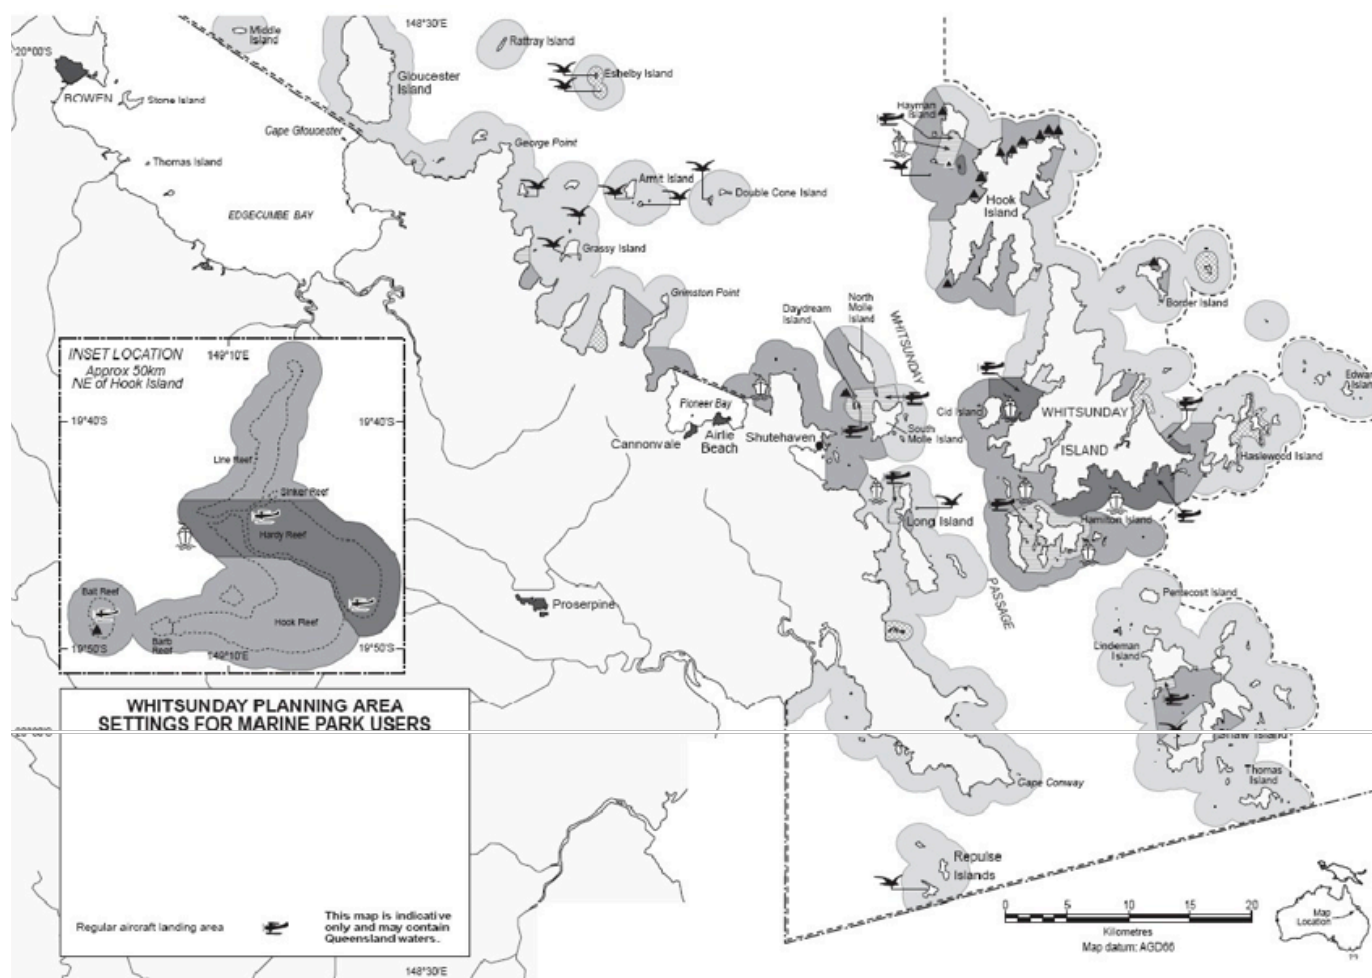 148°30'E
Middle
Island
Rattray Island
20°00'S
Eshelby Island
Gloucester
Island
BOWEN
Stone Island
Hayman
Island
Cape Gloucester
George Point
Thomas Island
Armit Island
Double Cone Island
Hook
Island
EDGECUMBE BAY
Grassy Island
Grimston Point
North
Molle
Island
Daydream
Island
WHITSUNDAY
Border Island
INSET LOCATION
Approx 50km
NE of Hook Island
149°10'E
19°40'S
19°40'S
Line Reef
Sinker Reef
Hardy Reef
Bait Reef
Hook Reef
Barb
Reef
19°50'S
149°10'E
19°50'S
Pioneer Bay
Cannonvale
Airlie
Beach
Shutehaven
South
Molle Island
Cid Island
WHITSUNDAY
ISLAND
Haslewood Island
Long Island
Hamilton Island
PASSAGE
Proserpine
Pentecost Island
Lindeman
Island
Shaw Island
Thomas
Island
Cape Conway
Repulse
Islands
WHITSUNDAY PLANNING AREA
SETTINGS FOR MARINE PARK USERS
Regular aircraft landing area
This map is indicative
only and may contain
Queensland waters..
148°30'E
0 5 10 15 20
Kilometres
Map datum: AGD66
Map
Location